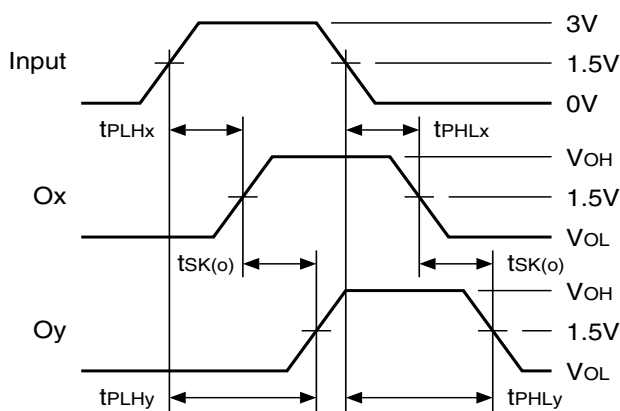 3V
Input 1.5V
0V
tPLHx tPHLx
VOH
Ox 1.5V
VOL
tSK(o) tSK(o)
VOH
Oy 1.5V
VOL
tPLHy tPHLy